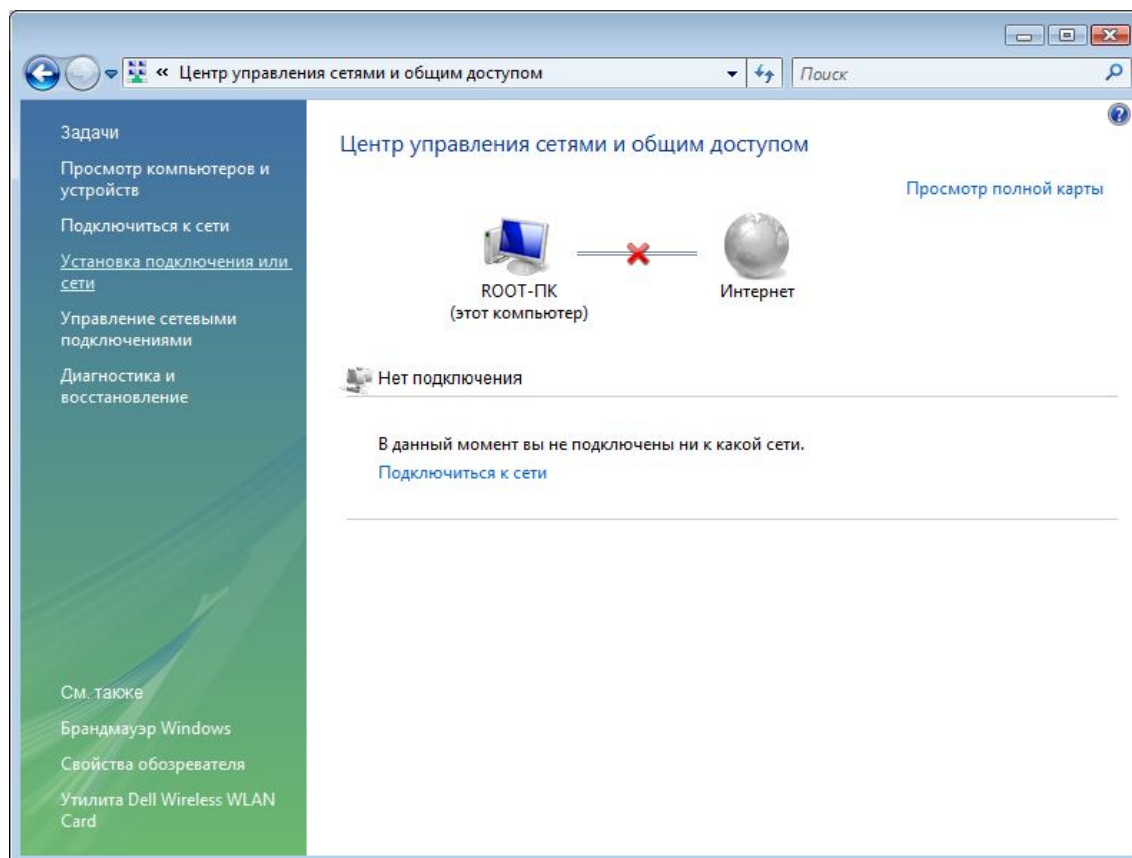 « Центр управления сетями и общим доступом
Поиск
Задачи
Просмотр компьютеров и
устройств
Подключиться к сети
Установка подключения или
сети
Управление сетевыми
подключениями
Диагностика и
восстановление
См. также
Брандмауэр Windows
Свойства обозревателя
Утилита Dell Wireless WLAN
Card
Центр управления сетями и общим доступом
Просмотр полной карты
ROOT-ПК
(этот компьютер)
Интернет
Нет подключения
В данный момент вы не подключены ни к какой сети.
Подключиться к сети